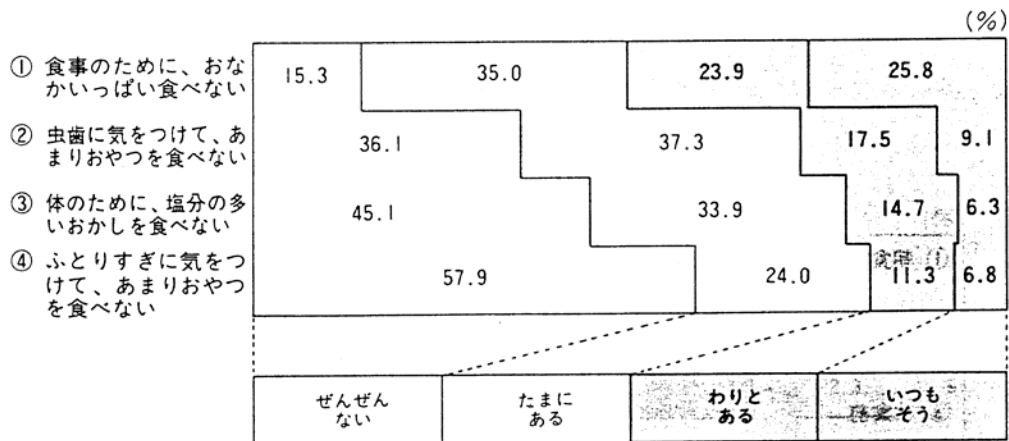 (%)
① 食事のために、おな
かいっぱい食べない
15.3 35.0 23.9 25.8
② 虫歯に気をつけて、あ
まりおやつを食べない
36.1 37.3 17.5 9.1
③ 体のために、塩分の多
いおかしを食べない
45.1 33.9 14.7 6.3
④ ふとりすぎに気をつ
けて、あまりおやつ
を食べない
57.9 24.0 11.3 6.8
ぜんぜん
ない
たまに
ある
わりと
ある
いつも
そう